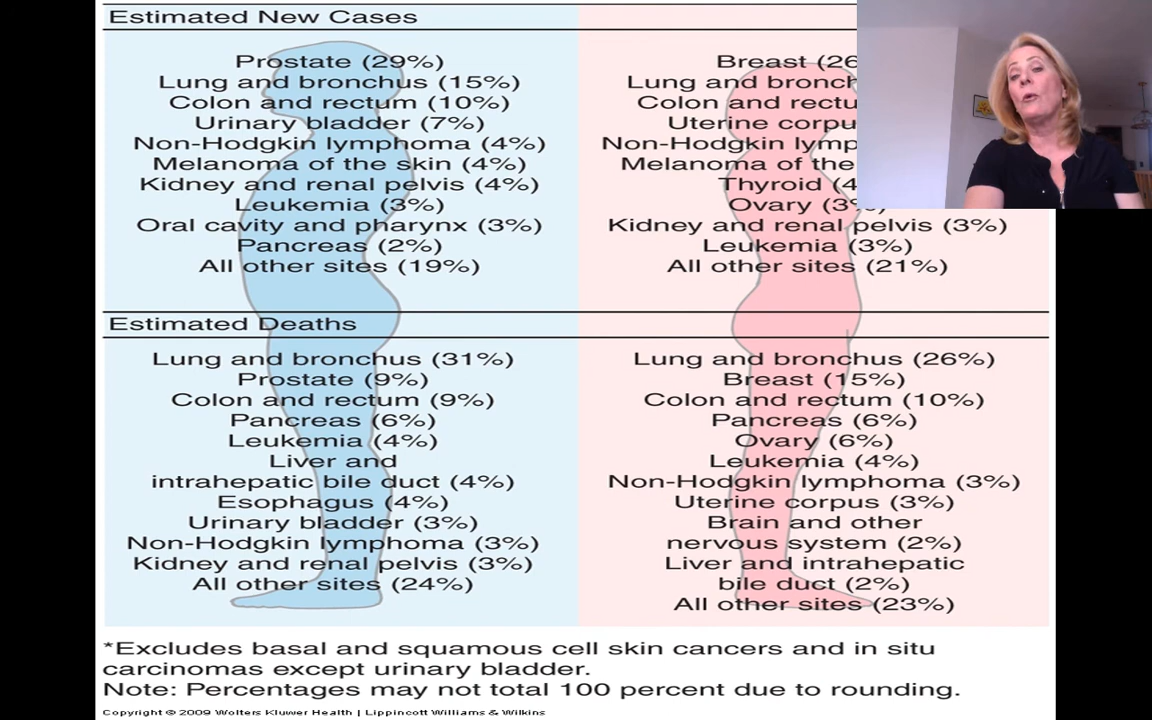 Estimated New Cases
Prostate (29%)
Lung and bronchus (15%)
Colon and rectum (10%)
Urinary bladder (7%)
Non-Hodgkin lymphoma (4%)
Melanoma of the skin (4%)
Kidney and renal pelvis (4%)
Leukemia (3%)
Oral cavity and pharynx (3%)
Pancreas (2%)
All other sites (19%)
Breast (26
Lung and
Colon and
Uterine
Non-Hodgkin
Melanoma of the
Thyroid (4
Ovary (3%)
Kidney and renal pelvis (3%)
Leukemia (3%)
All other sites (21%)
Estimated Deaths
Lung and bronchus (31%)
Prostate (9%)
Colon and rectum (9%)
Pancreas (6%)
Leukemia (4%)
Liver and
intrahepatic bile duct (4%)
Esophagus (4%)
Urinary bladder (3%)
Non-Hodgkin lymphoma (3%)
Kidney and renal pelvis (3%)
All other sites (24%)
Lung and bronchus (26%)
Breast (15%)
Colon and rectum (10%)
Pancreas (6%)
Ovary (6%)
Leukemia (4%)
Non-Hodgkin lymphoma (3%)
Uterine corpus (3%)
Brain and other
nervous system (2%)
Liver and intrahepatic
bile duct (2%)
All other sites (23%)
*Excludes basal and squamous cell skin cancers and in situ
carcinomas except urinary bladder.
Note: Percentages may not total 100 percent due to rounding.
Copyright © 2009 Wolters Kluwer Health | Lippincott Williams & Wilkins